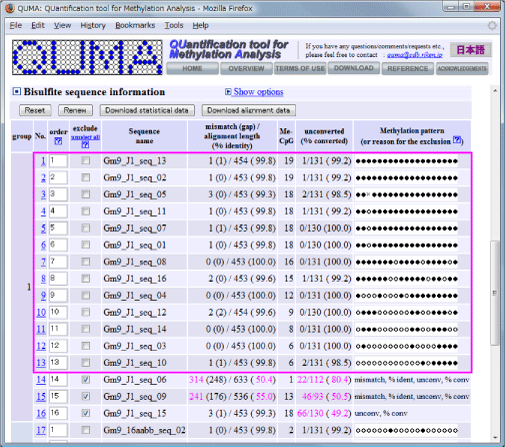 QUMA: QUantification tool for Methylation Analysis - Mozilla Firefox
File Edit View History Bookmarks Tools Help
QUMA QUantification tool for Methylation Analysis
If you have any questions/comments/requests etc., please feel free to contact : quma@cdb.riken.jp
日本語
HOME OVERVIEW TERMS OF USE DOWNLOAD REFERENCE ACKNOWLEDGEMENTS
Bisulfite sequence information Show options
Reset Renew Download statistical data Download alignment data
group No. order [?] exclude [?] Sequence name mismatch (gap) / alignment length (% identity) Me-CpG unconverted (% converted) Methylation pattern (or reason for the exclusion [?])
1
1 1 Gm9_J1_seq_13 1 (1) / 454 ( 99.8) 19 1/131 ( 99.2)
2 2 Gm9_J1_seq_02 1 (1) / 453 ( 99.8) 19 1/131 ( 99.2)
3 3 Gm9_J1_seq_05 3 (0) / 453 ( 99.3) 18 2/131 ( 98.5)
4 4 Gm9_J1_seq_11 1 (0) / 454 ( 99.8) 18 1/131 ( 99.2)
5 5 Gm9_J1_seq_07 1 (1) / 453 ( 99.8) 18 0/130 (100.0)
6 6 Gm9_J1_seq_01 1 (1) / 453 ( 99.8) 18 0/130 (100.0)
7 7 Gm9_J1_seq_08 0 (0) / 453 (100.0) 16 0/131 (100.0)
8 8 Gm9_J1_seq_16 2 (0) / 453 ( 99.8) 15 1/131 ( 99.2)
9 9 Gm9_J1_seq_04 0 (0) / 453 (100.0) 12 0/131 (100.0)
10 10 Gm9_J1_seq_12 2 (2) / 454 ( 99.6) 9 0/130 (100.0)
11 11 Gm9_J1_seq_14 0 (0) / 453 (100.0) 8 0/131 (100.0)
12 12 Gm9_J1_seq_03 0 (0) / 453 (100.0) 6 0/131 (100.0)
13 13 Gm9_J1_seq_10 1 (1) / 453 ( 99.8) 6 2/131 ( 98.5)
14 14 Gm9_J1_seq_06 314 (248) / 633 ( 50.4) 1 22/112 ( 80.4) mismatch, % ident, unconv, % conv
15 15 Gm9_J1_seq_09 241 (176) / 536 ( 55.0) 13 46/93 ( 50.5) mismatch, % ident, unconv, % conv
16 16 Gm9_J1_seq_15 3 (1) / 453 ( 99.3) 18 66/130 ( 49.2) unconv, % conv
17 1 Gm9_16aabb_seq_02 2 (1) / 453 ( 99.6) 2 1/131 ( 99.2)